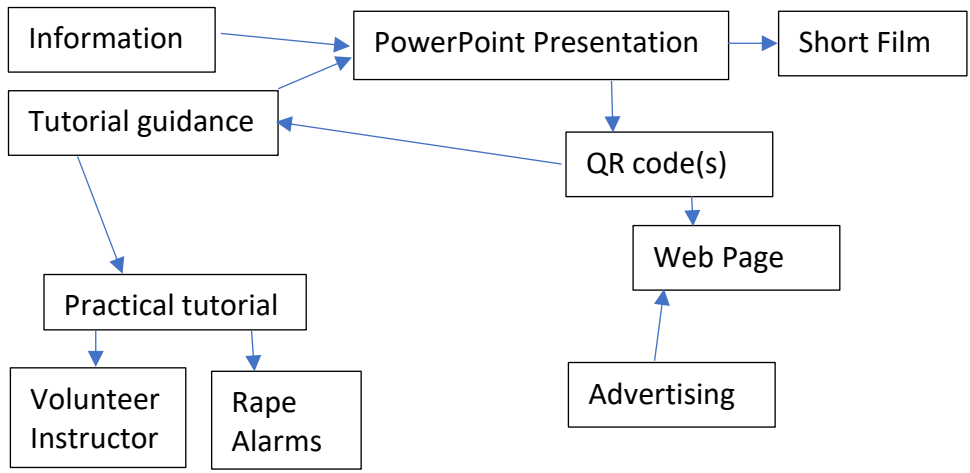 Information
PowerPoint Presentation
Short Film
Tutorial guidance
QR code(s)
Web Page
Practical tutorial
Volunteer
Instructor
Rape
Alarms
Advertising